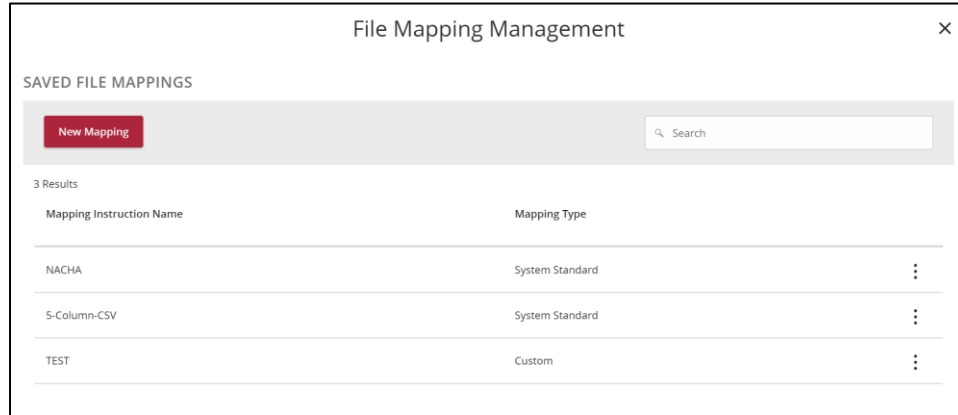 File Mapping Management
SAVED FILE MAPPINGS
New Mapping
Search
3 Results
Mapping Instruction Name Mapping Type
NACHA System Standard
5-Column-CSV System Standard
TEST Custom